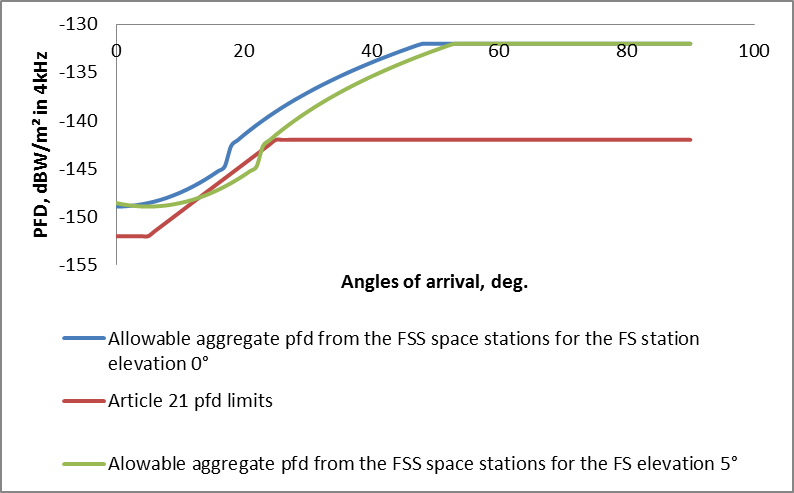 -130
0
20
40
60
80
100
-135
-140
-145
-150
-155
PFD, dBW/m² in 4kHz
Angles of arrival, deg.
Allowable aggregate pfd from the FSS space stations for the FS station
elevation 0°
Article 21 pfd limits
Alowable aggregate pfd from the FSS space stations for the FS elevation 5°